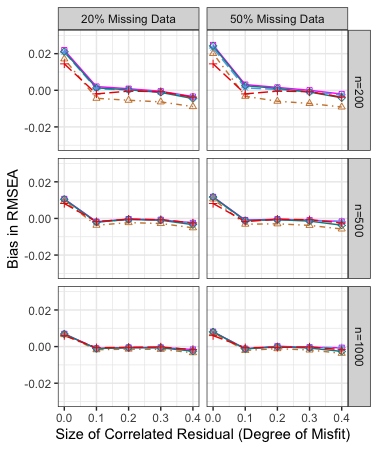 20% Missing Data 50% Missing Data
0.02
0.00
-0.02
n=200
0.02
0.00
-0.02
n=500
0.02
0.00
-0.02
n=1000
Bias in RMSEA
0.0 0.1 0.2 0.3 0.4 0.0 0.1 0.2 0.3 0.4
Size of Correlated Residual (Degree of Misfit)